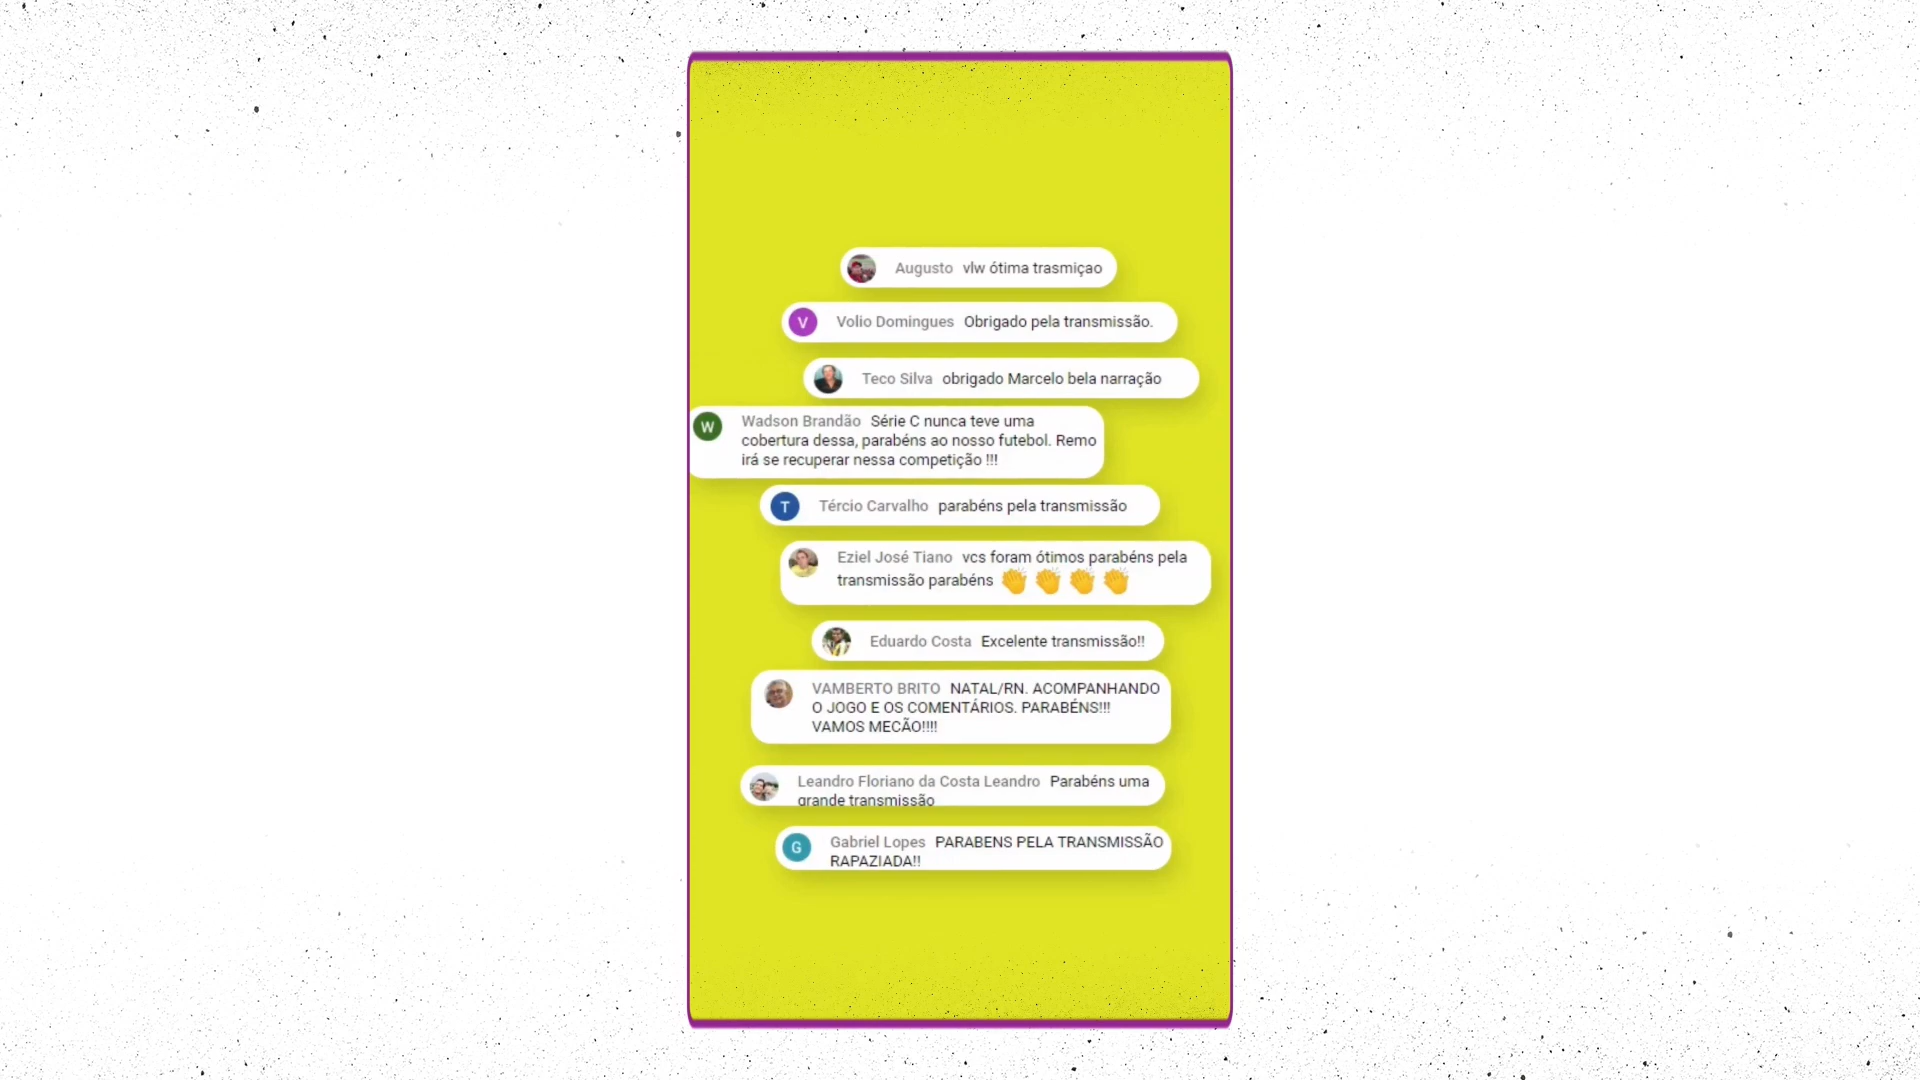 Augusto vlw ótima trasmiçao
V Volio Domingues Obrigado pela transmissão.
Teco Silva obrigado Marcelo bela narração
W Wadson Brandão Série C nunca teve uma
cobertura dessa, parabéns ao nosso futebol. Remo
irá se recuperar nessa competição !!!
T Tércio Carvalho parabéns pela transmissão
Eziel José Tiano vcs foram ótimos parabéns pela
transmissão parabéns 👏 👏 👏 👏
Eduardo Costa Excelente transmissão!!
VAMBERTO BRITO NATAL/RN. ACOMPANHANDO
O JOGO E OS COMENTÁRIOS. PARABÉNS!!!
VAMOS MECÃO!!!!
Leandro Floriano da Costa Leandro Parabéns uma
grande transmissão
G Gabriel Lopes PARABENS PELA TRANSMISSÃO
RAPAZIADA!!